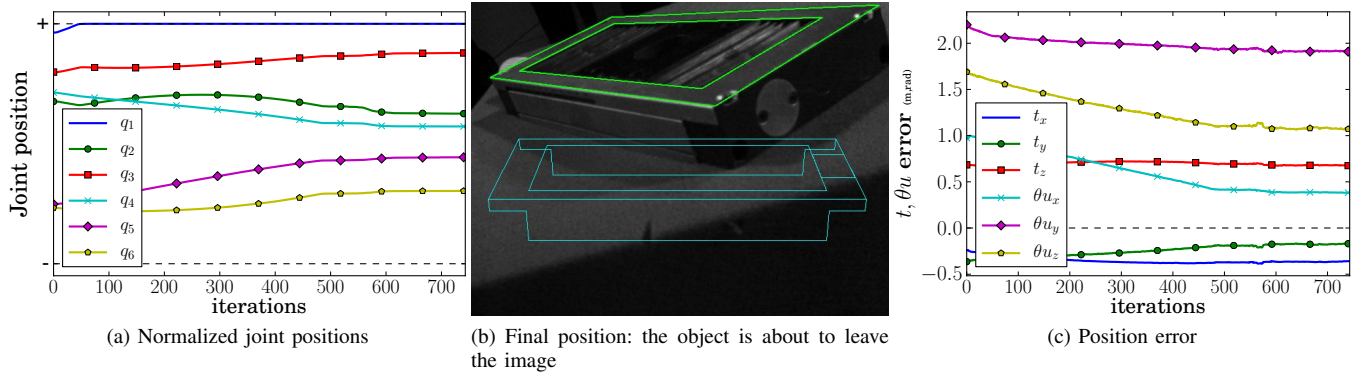 +
-
Joint position
q1
q2
q3
q4
q5
q6
0 100 200 300 400 500 600 700
iterations
(a) Normalized joint positions
(b) Final position: the object is about to leave
the image
2.0
1.5
1.0
0.5
0.0
−0.5
t, θu error (m,rad)
tx
ty
tz
θux
θuy
θuz
0 100 200 300 400 500 600 700
iterations
(c) Position error